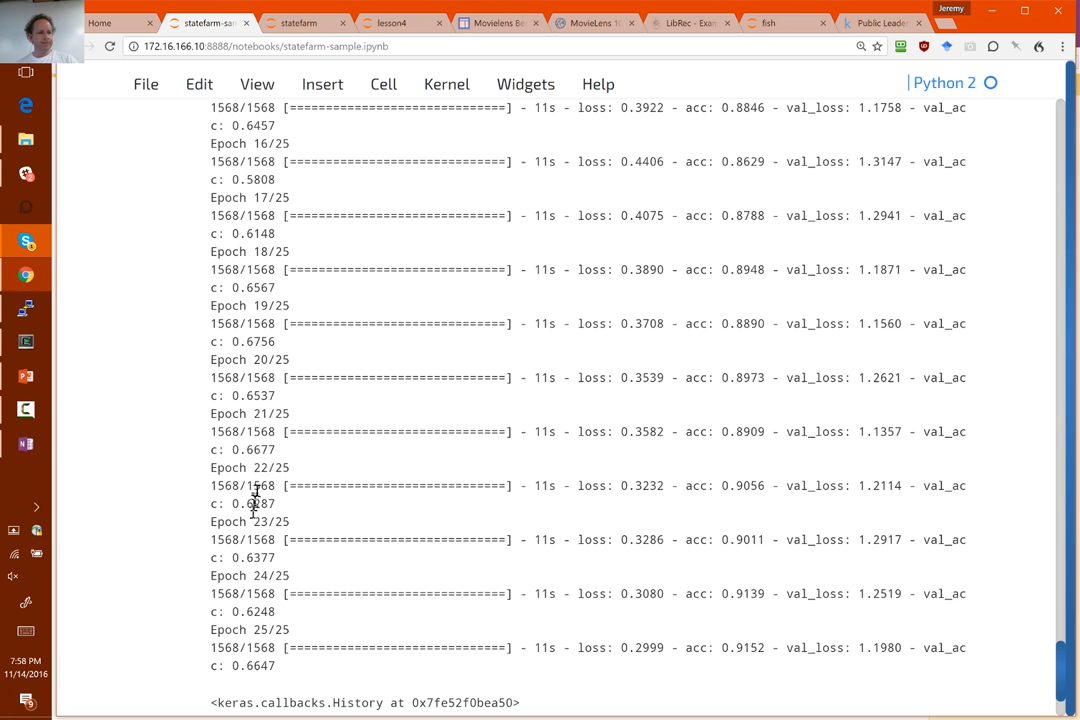 Jeremy
Home
statefarm-sam
statefarm
lesson4
Movielens Be
MovieLens 10
LibRec - Exam
fish
Public Leader
172.16.166.10:8888/notebooks/statefarm-sample.ipynb
File Edit View Insert Cell Kernel Widgets Help
Python 2
1568/1568 [==============================] - 11s - loss: 0.3922 - acc: 0.8846 - val_loss: 1.1758 - val_ac
c: 0.6457
Epoch 16/25
1568/1568 [==============================] - 11s - loss: 0.4406 - acc: 0.8629 - val_loss: 1.3147 - val_ac
c: 0.5808
Epoch 17/25
1568/1568 [==============================] - 11s - loss: 0.4075 - acc: 0.8788 - val_loss: 1.2941 - val_ac
c: 0.6148
Epoch 18/25
1568/1568 [==============================] - 11s - loss: 0.3890 - acc: 0.8948 - val_loss: 1.1871 - val_ac
c: 0.6567
Epoch 19/25
1568/1568 [==============================] - 11s - loss: 0.3708 - acc: 0.8890 - val_loss: 1.1560 - val_ac
c: 0.6756
Epoch 20/25
1568/1568 [==============================] - 11s - loss: 0.3539 - acc: 0.8973 - val_loss: 1.2621 - val_ac
c: 0.6537
Epoch 21/25
1568/1568 [==============================] - 11s - loss: 0.3582 - acc: 0.8909 - val_loss: 1.1357 - val_ac
c: 0.6677
Epoch 22/25
1568/1568 [==============================] - 11s - loss: 0.3232 - acc: 0.9056 - val_loss: 1.2114 - val_ac
c: 0.6287
Epoch 23/25
1568/1568 [==============================] - 11s - loss: 0.3286 - acc: 0.9011 - val_loss: 1.2917 - val_ac
c: 0.6377
Epoch 24/25
1568/1568 [==============================] - 11s - loss: 0.3080 - acc: 0.9139 - val_loss: 1.2519 - val_ac
c: 0.6248
Epoch 25/25
1568/1568 [==============================] - 11s - loss: 0.2999 - acc: 0.9152 - val_loss: 1.1980 - val_ac
c: 0.6647
<keras.callbacks.History at 0x7fe52f0bea50>
7:58 PM
11/14/2016